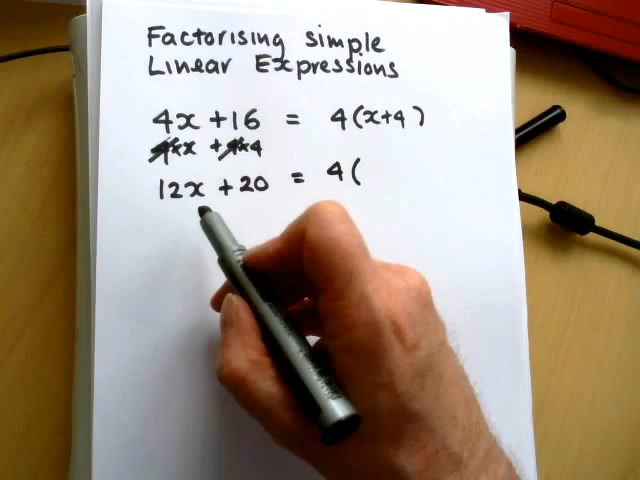 Factorising simple
Linear Expressions
4x + 16 = 4(x+4)
4×x + 4×4
12x + 20 = 4(